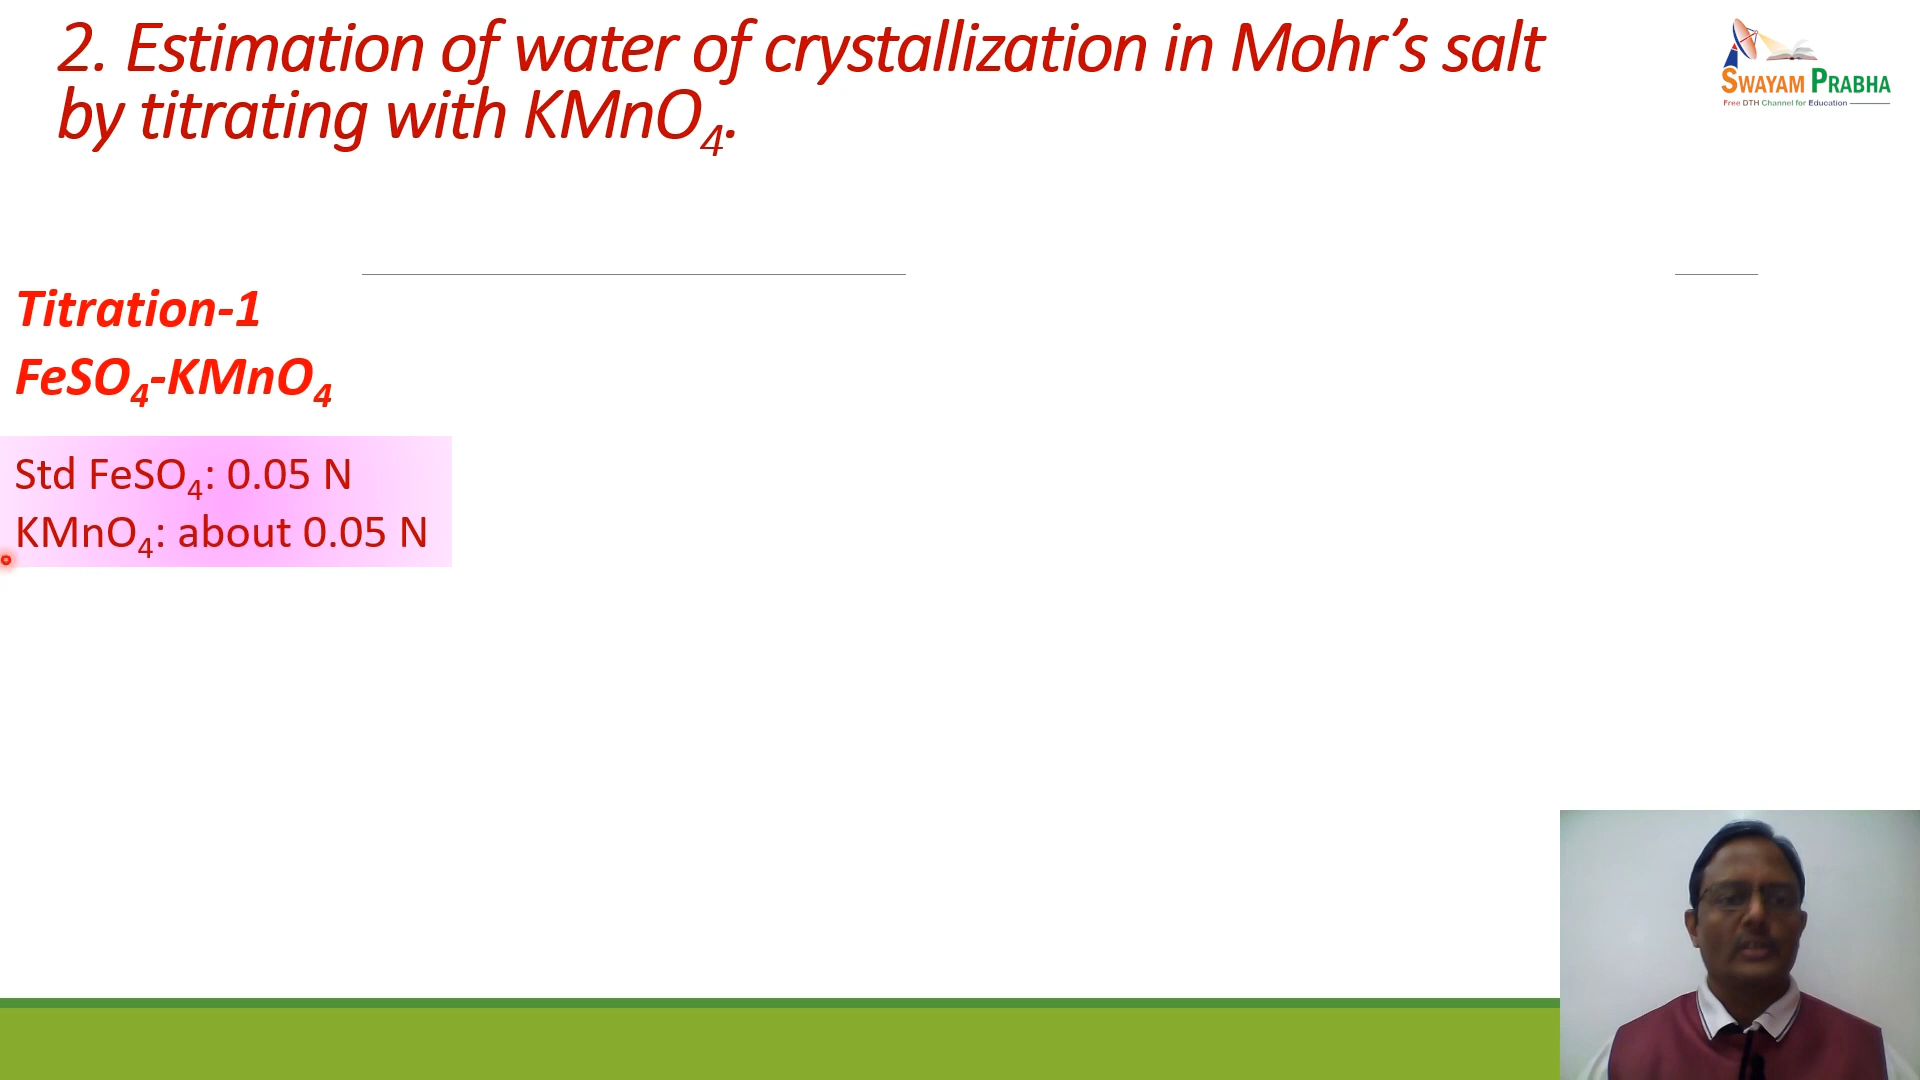 2. Estimation of water of crystallization in Mohr’s salt
by titrating with KMnO₄.
SWAYAM PRABHA
Free DTH Channel for Education
Titration-1
FeSO₄-KMnO₄
Std FeSO₄: 0.05 N
KMnO₄: about 0.05 N